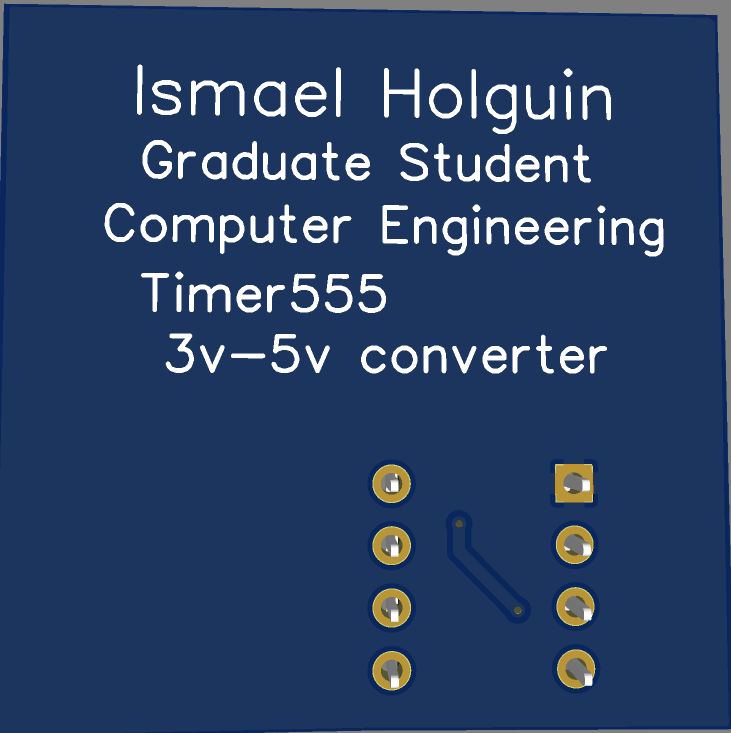 Ismael Holguin
Graduate Student
Computer Engineering
Timer555
3v-5v converter